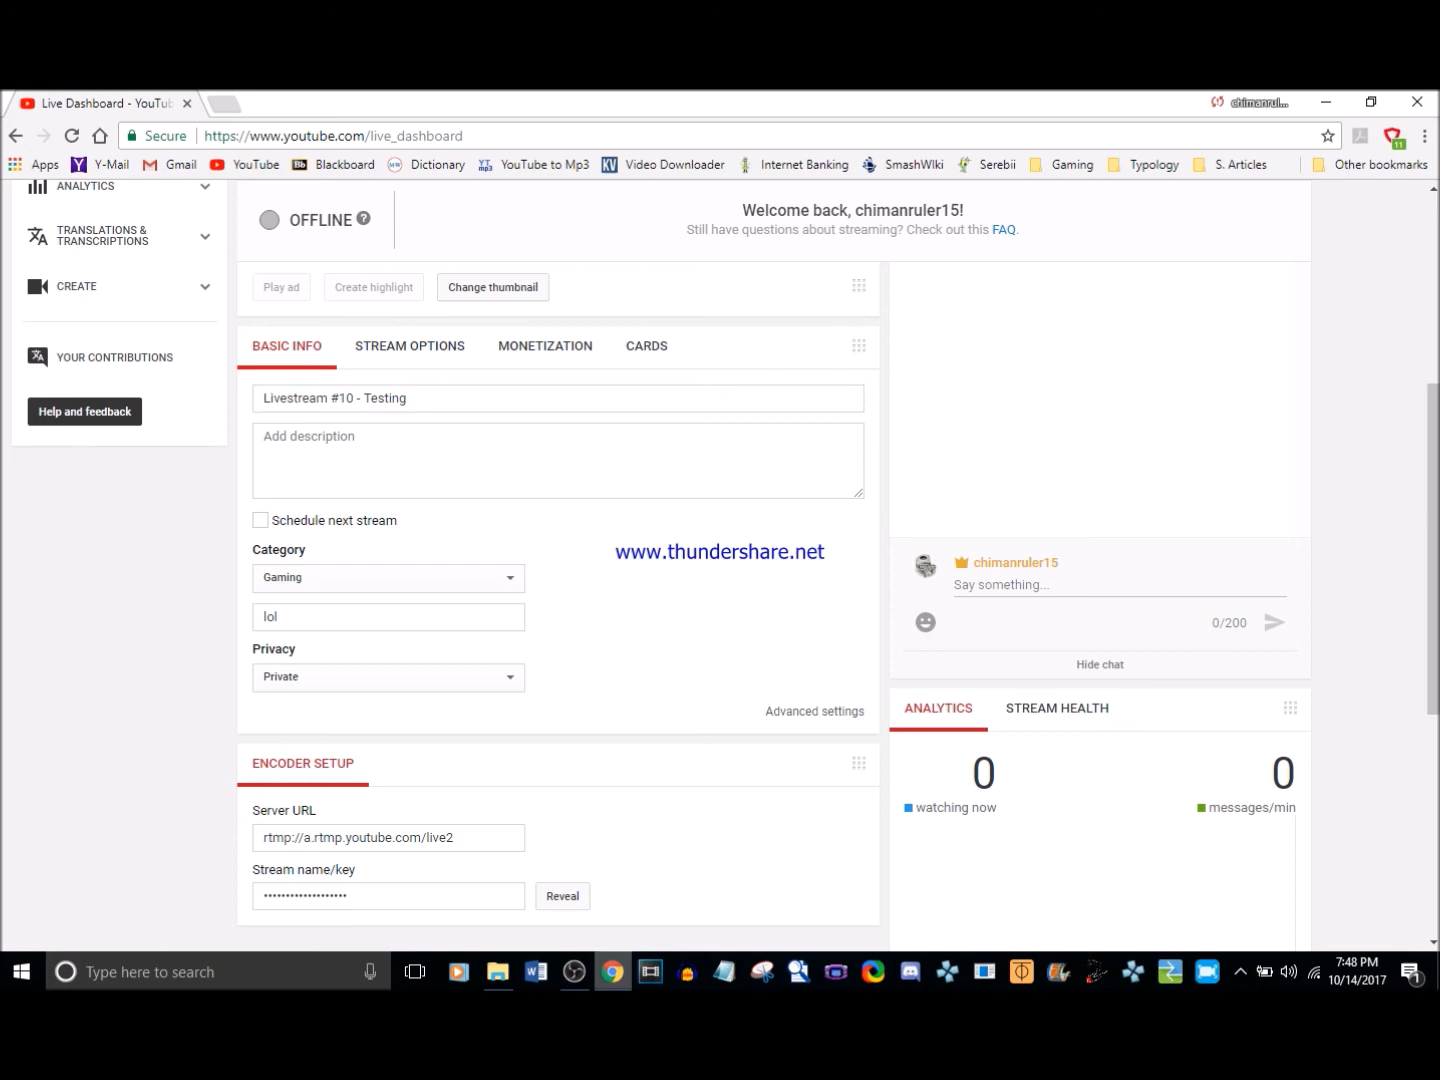 Live Dashboard - YouTub
chimanrul...
Secure https://www.youtube.com/live_dashboard
Apps Y-Mail Gmail YouTube Blackboard Dictionary YouTube to Mp3 Video Downloader Internet Banking SmashWIki Serebii Gaming Typology S. Articles Other bookmarks
ANALYTICS
TRANSLATIONS &
TRANSCRIPTIONS
CREATE
YOUR CONTRIBUTIONS
Help and feedback
OFFLINE
Welcome back, chimanruler15!
Still have questions about streaming? Check out this FAQ.
Play ad Create highlight Change thumbnail
BASIC INFO STREAM OPTIONS MONETIZATION CARDS
Livestream #10 - Testing
Add description
Schedule next stream
www.thundershare.net
Category
Gaming
lol
Privacy
Private
Advanced settings
ENCODER SETUP
Server URL
rtmp://a.rtmp.youtube.com/live2
Stream name/key
Reveal
chimanruler15
Say something...
0/200
Hide chat
ANALYTICS STREAM HEALTH
0 0
watching now messages/min
Type here to search
7:48 PM
10/14/2017